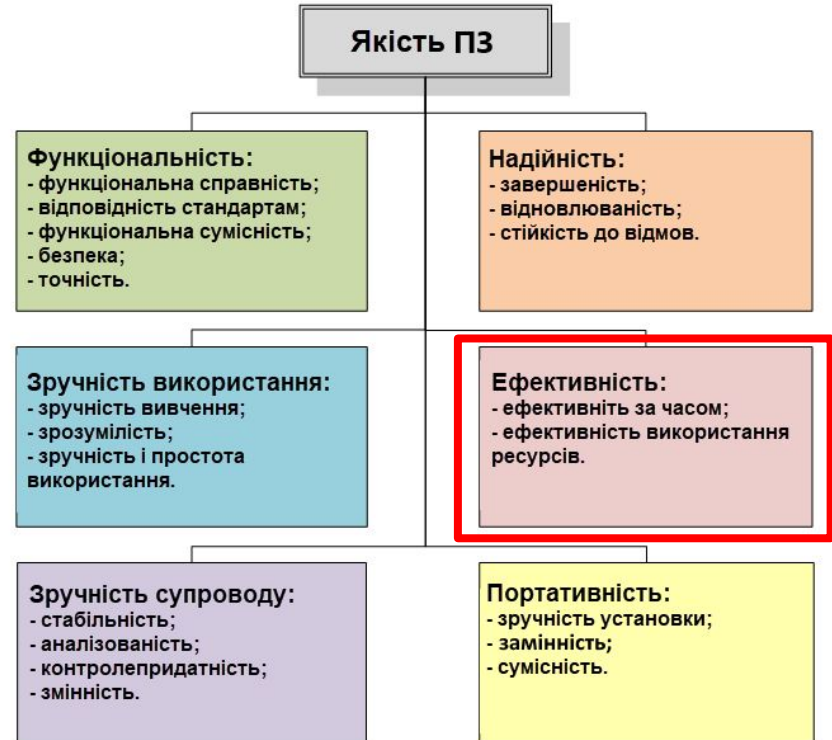 Якість ПЗ
Функціональність:
- функціональна справність;
- відповідність стандартам;
- функціональна сумісність;
- безпека;
- точність.
Надійність:
- завершеність;
- відновлюваність;
- стійкість до відмов.
Зручність використання:
- зручність вивчення;
- зрозумілість;
- зручність і простота
використання.
Ефективність:
- ефективніть за часом;
- ефективність використання
ресурсів.
Зручність супроводу:
- стабільність;
- аналізованість;
- контролепридатність;
- змінність.
Портативність:
- зручність установки;
- замінність;
- сумісність.